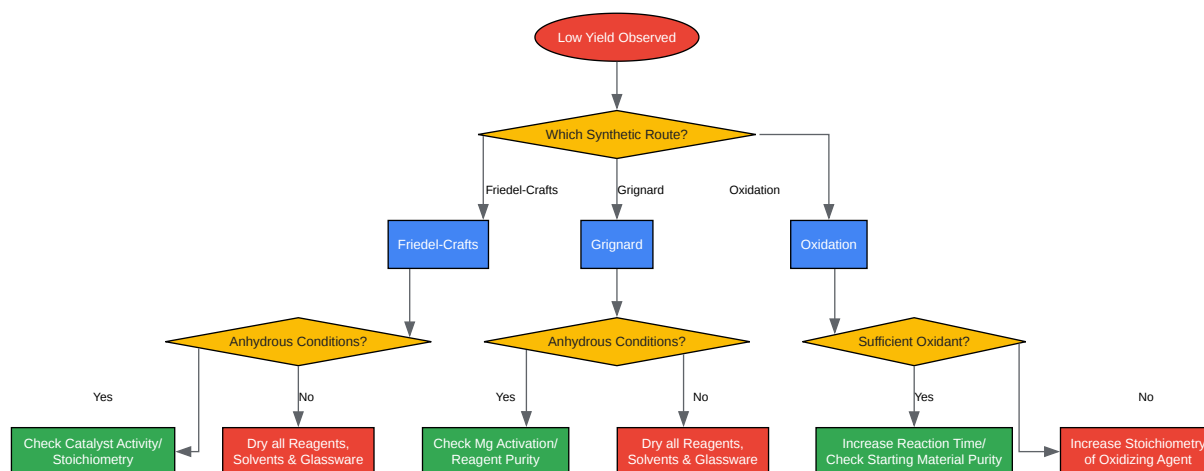 Low Yield Observed
Which Synthetic Route?
Friedel-Crafts
Grignard
Oxidation
Friedel-Crafts
Grignard
Oxidation
Anhydrous Conditions?
Anhydrous Conditions?
Sufficient Oxidant?
Yes
No
Yes
No
Yes
No
Check Catalyst Activity/
Stoichiometry
Dry all Reagents,
Solvents & Glassware
Check Mg Activation/
Reagent Purity
Dry all Reagents,
Solvents & Glassware
Increase Reaction Time/
Check Starting Material Purity
Increase Stoichiometry
of Oxidizing Agent